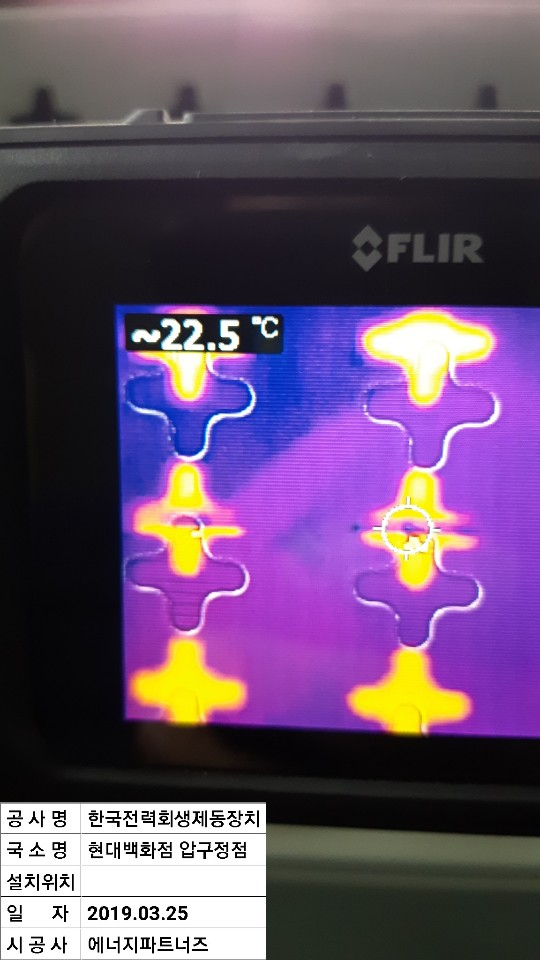 FLIR
~22.5 °C
공 사 명 한국전력회생제동장치
국 소 명 현대백화점 압구정점
설치위치
일 자 2019.03.25
시 공 사 에너지파트너즈